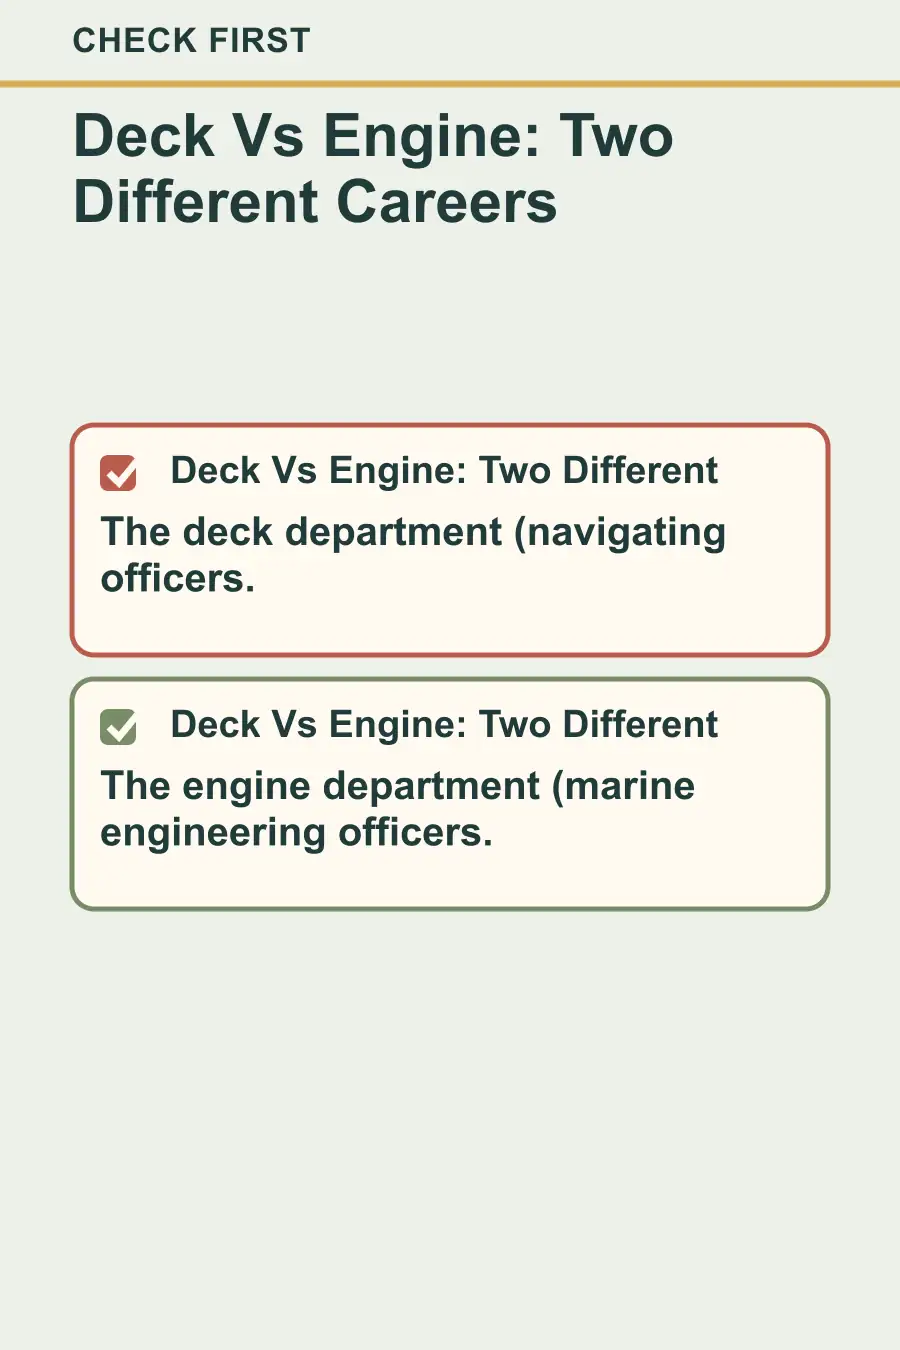 CHECK FIRST
Deck Vs Engine: Two
Different Careers
Deck Vs Engine: Two Different
The deck department (navigating
officers.
Deck Vs Engine: Two Different
The engine department (marine
engineering officers.